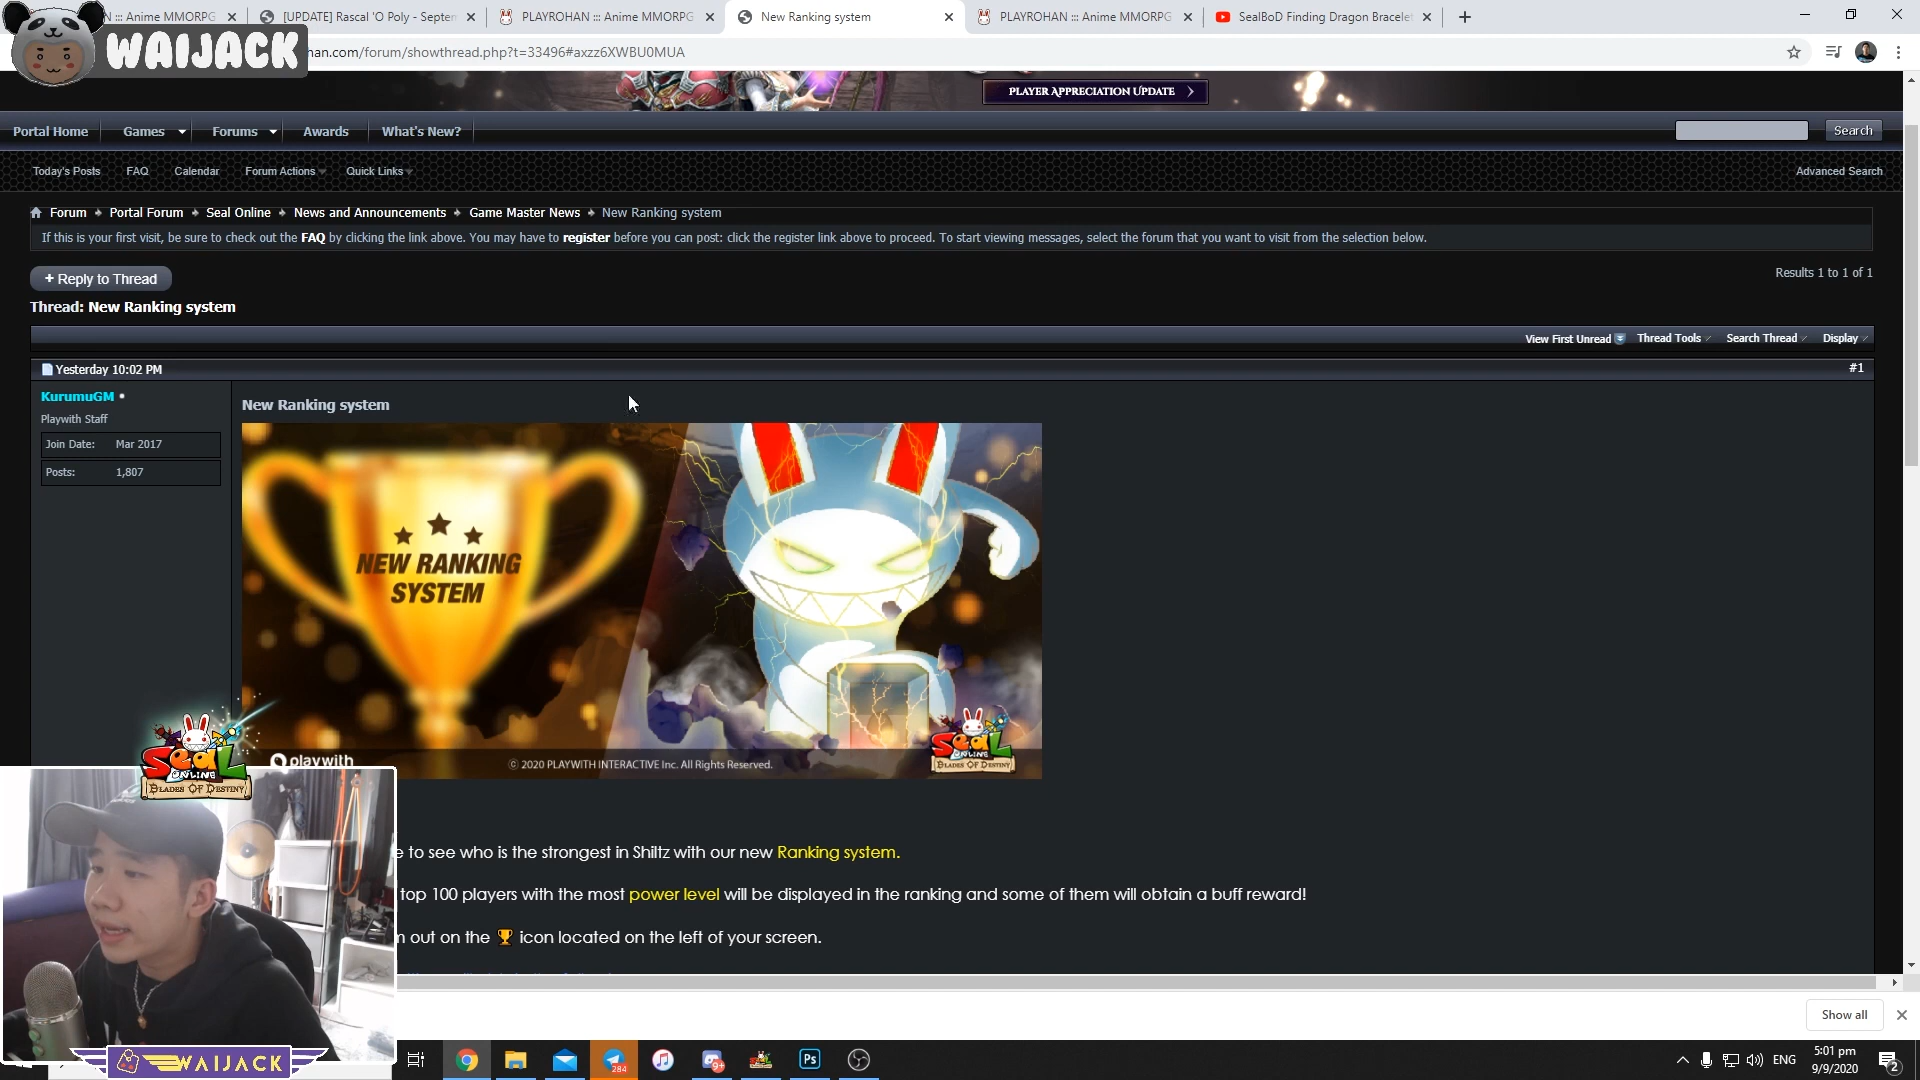 N ::: Anime MMORPG
[UPDATE] Rascal 'O Poly - Septem
PLAYROHAN ::: Anime MMORPG
New Ranking system
PLAYROHAN ::: Anime MMORPG
SealBoD Finding Dragon Bracelet
WAIJACK
han.com/forum/showthread.php?t=33496#axzz6XWBU0MUA
PLAYER APPRECIATION UPDATE
Portal Home
Games
Forums
Awards
What's New?
Search
Today's Posts
FAQ
Calendar
Forum Actions
Quick Links
Advanced Search
Forum
Portal Forum
Seal Online
News and Announcements
Game Master News
New Ranking system
If this is your first visit, be sure to check out the FAQ by clicking the link above. You may have to register before you can post: click the register link above to proceed. To start viewing messages, select the forum that you want to visit from the selection below.
+ Reply to Thread
Results 1 to 1 of 1
Thread: New Ranking system
View First Unread
Thread Tools
Search Thread
Display
Yesterday 10:02 PM
#1
KurumuGM
Playwith Staff
Join Date: Mar 2017
Posts: 1,807
New Ranking system
NEW RANKING
SYSTEM
playwith
© 2020 PLAYWITH INTERACTIVE Inc. All Rights Reserved.
SEAL
ONLINE
BLADES OF DESTINY
SEAL
ONLINE
BLADES OF DESTINY
e to see who is the strongest in Shiltz with our new Ranking system.
top 100 players with the most power level will be displayed in the ranking and some of them will obtain a buff reward!
n out on the icon located on the left of your screen.
Show all
WAIJACK
284
9+
Ps
ENG
5:01 pm
9/9/2020
2